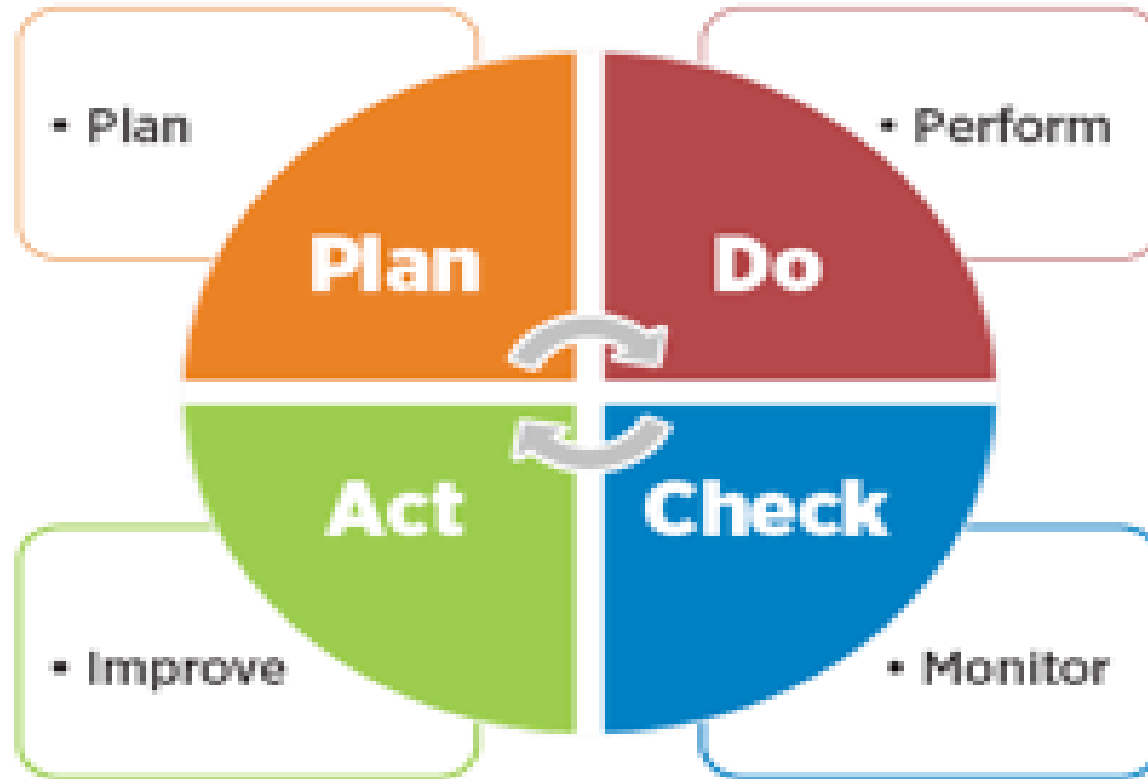 • Plan
• Perform
Plan
Do
Act
Check
• Improve
• Monitor